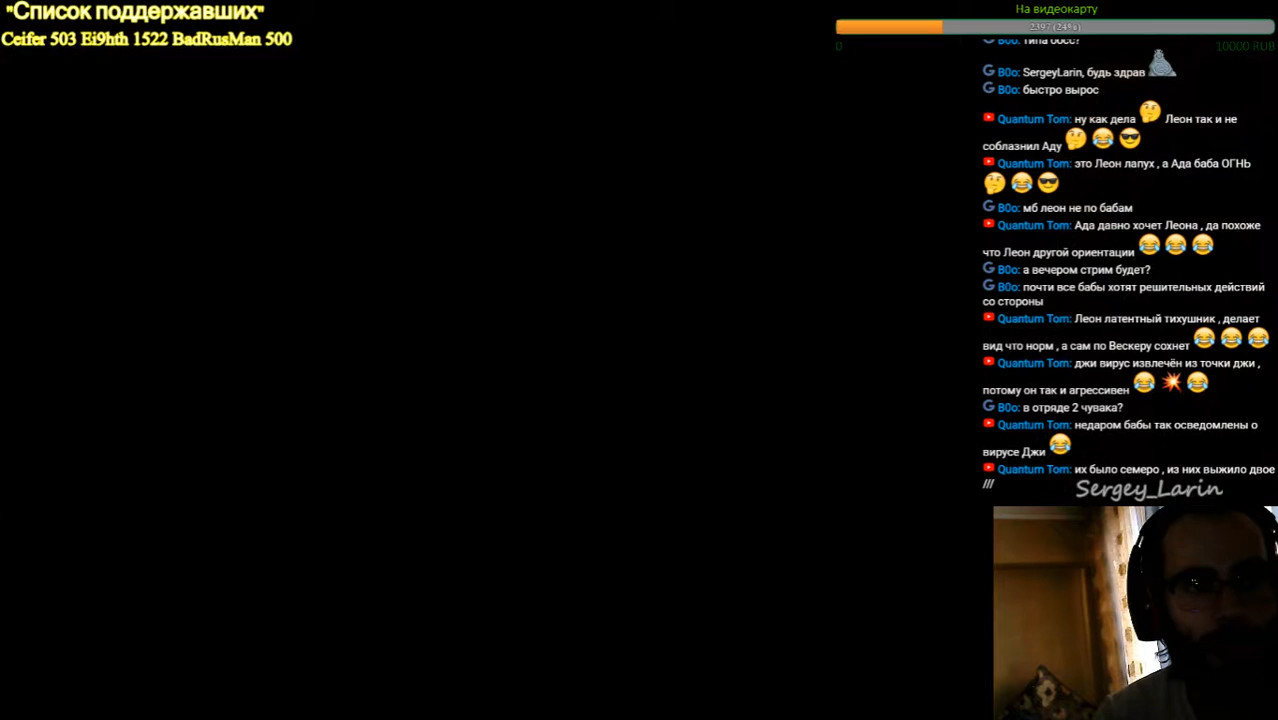 "Список поддержавших"
Ceifer 503 Ei9hth 1522 BadRusMan 500
На видеокарту
2397 (24%)
0
10000 RUB
B0o: типа босс?
B0o: SergeyLarin, будь здрав
B0o: быстро вырос
Quantum Tom: ну как дела 🤔 Леон так и не
соблазнил Аду 🤔 😂 😎
Quantum Tom: это Леон лапух , а Ада баба ОГНЬ
🤔 😂 😎
B0o: мб леон не по бабам
Quantum Tom: Ада давно хочет Леона , да похоже
что Леон другой ориентации 😂 😂 😂
B0o: а вечером стрим будет?
B0o: почти все бабы хотят решительных действий
со стороны
Quantum Tom: Леон латентный тихушник , делает
вид что норм , а сам по Вескеру сохнет 😂 😂 😂
Quantum Tom: джи вирус извлечён из точки джи ,
потому он так и агрессивен 😂 💥 😂
B0o: в отряде 2 чувака?
Quantum Tom: недаром бабы так осведомлены о
вирусе Джи 😂
Quantum Tom: их было семеро , из них выжило двое
///
Sergey_Larin